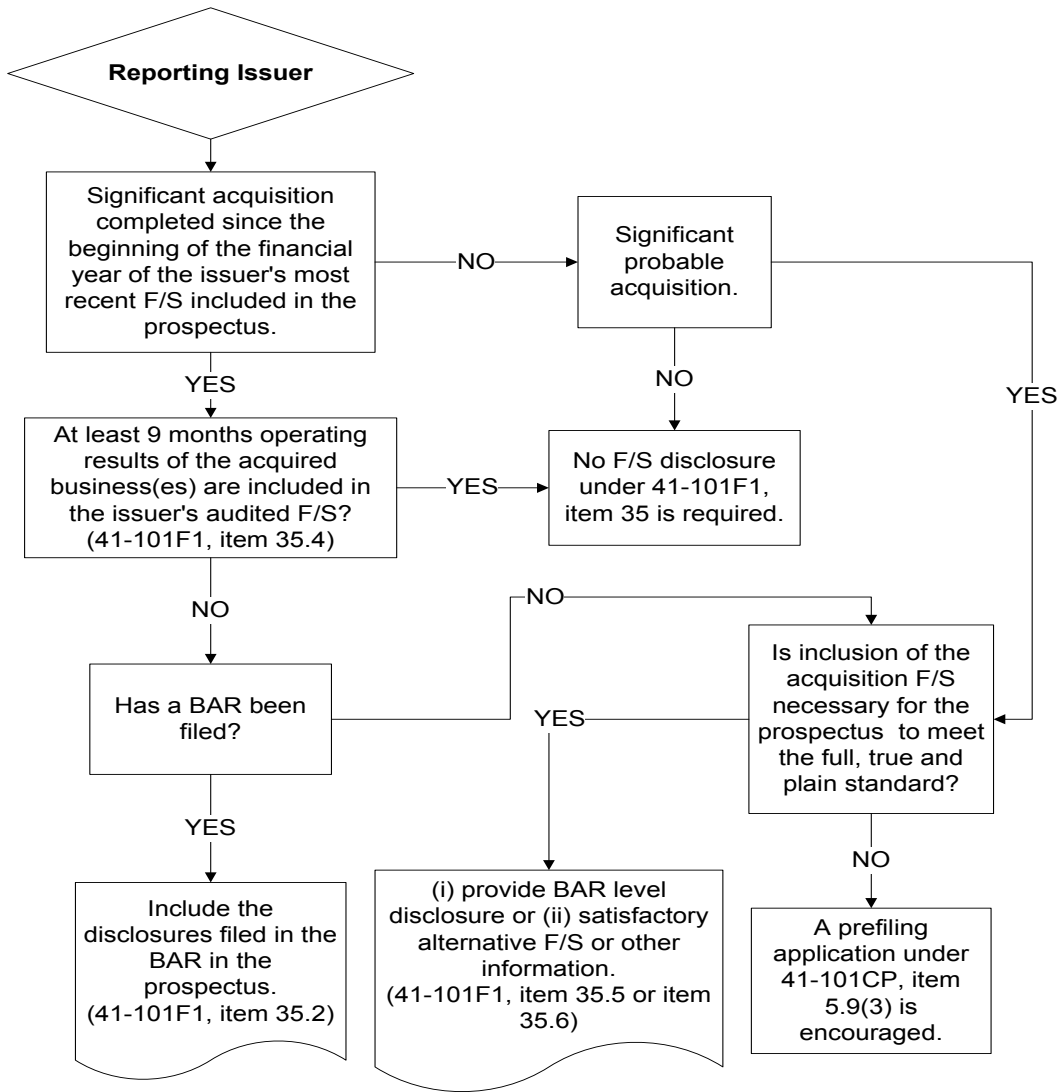 Reporting Issuer
Significant acquisition
completed since the
beginning of the financial
year of the issuer's most
recent F/S included in the
prospectus.
NO
Significant
probable
acquisition.
YES
NO
YES
At least 9 months operating
results of the acquired
business(es) are included in
the issuer's audited F/S?
(41-101F1, item 35.4)
YES
No F/S disclosure
under 41-101F1,
item 35 is required.
NO
NO
Has a BAR been
filed?
YES
Is inclusion of the
acquisition F/S
necessary for the
prospectus to meet
the full, true and
plain standard?
YES
NO
Include the
disclosures filed in the
BAR in the
prospectus.
(41-101F1, item 35.2)
(i) provide BAR level
disclosure or (ii) satisfactory
alternative F/S or other
information.
(41-101F1, item 35.5 or item
35.6)
A prefiling
application under
41-101CP, item
5.9(3) is
encouraged.